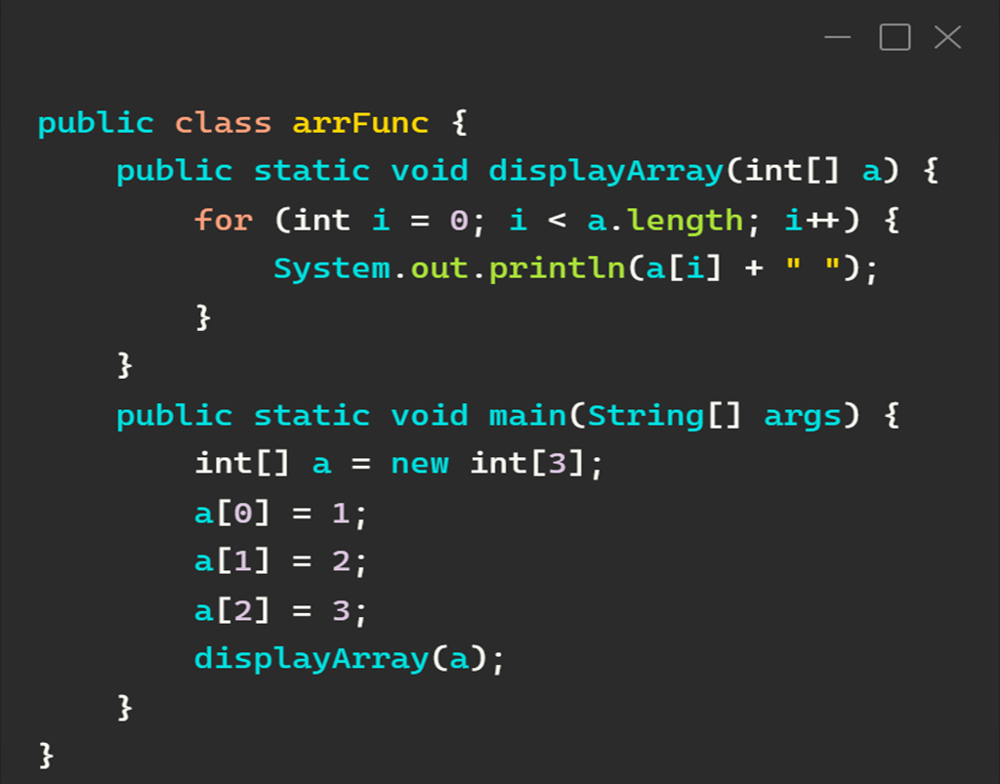 public class arrFunc {
    public static void displayArray(int[] a) {
        for (int i = 0; i < a.length; i++) {
            System.out.println(a[i] + " ");
        }
    }
    public static void main(String[] args) {
        int[] a = new int[3];
        a[0] = 1;
        a[1] = 2;
        a[2] = 3;
        displayArray(a);
    }
}